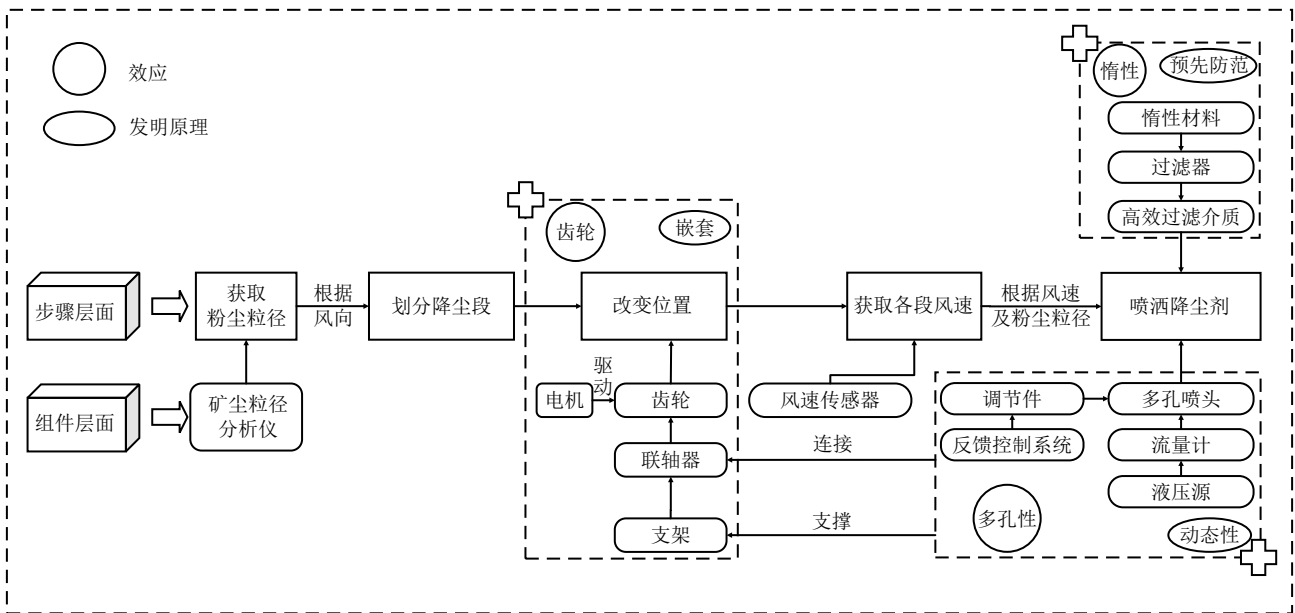 效应
发明原理
惰性
预先防范
惰性材料
过滤器
高效过滤介质
齿轮
嵌套
步骤层面
获取
粉尘粒径
根据
风向
划分降尘段
改变位置
获取各段风速
根据风速
及粉尘粒径
喷洒降尘剂
组件层面
矿尘粒径
分析仪
电机
驱
动
齿轮
联轴器
支架
风速传感器
连接
支撑
调节件
多孔喷头
反馈控制系统
流量计
液压源
多孔性
动态性